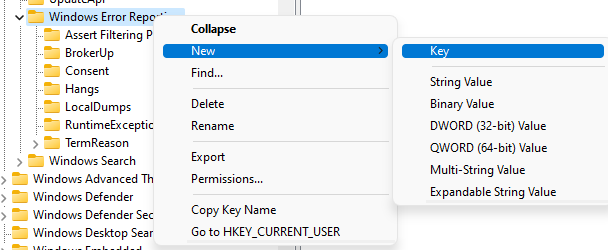 UpdateApi
Windows Error
Assert Filtering P
BrokerUp
Consent
Hangs
LocalDumps
RuntimeExceptio
TermReason
Windows Search
Windows Advanced Th
Windows Defender
Windows Defender Sec
Windows Desktop Sear
Windows Embedded
Collapse
New
Find...
Delete
Rename
Export
Permissions...
Copy Key Name
Go to HKEY_CURRENT_USER
Key
String Value
Binary Value
DWORD (32-bit) Value
QWORD (64-bit) Value
Multi-String Value
Expandable String Value